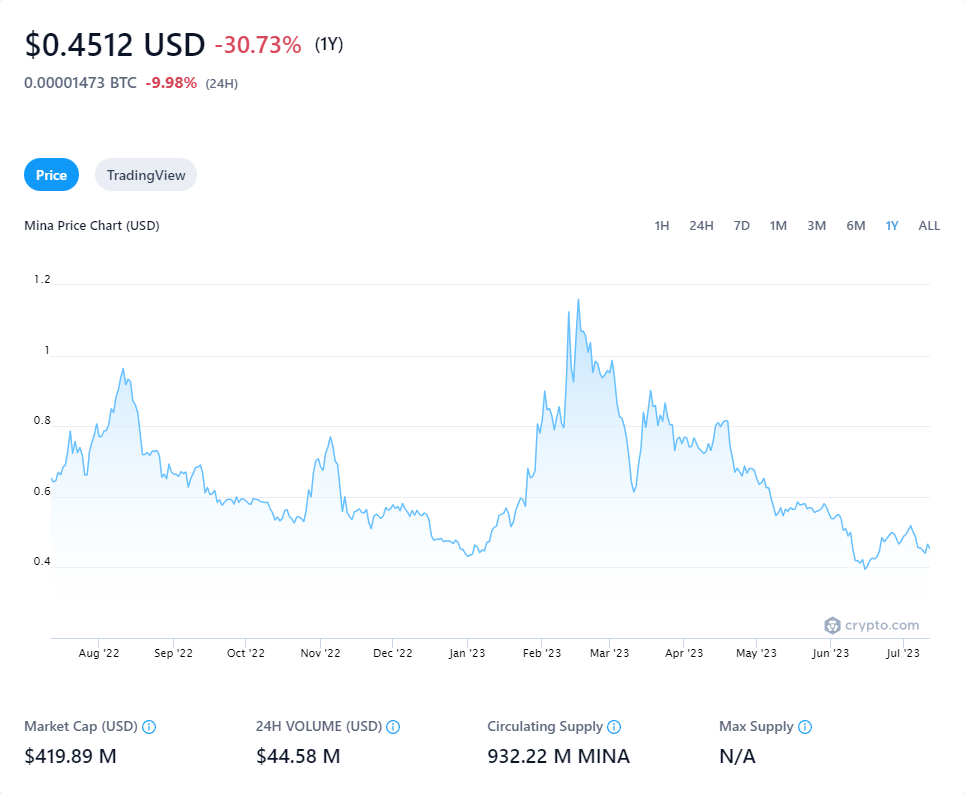 $0.4512 USD -30.73% (1Y)
0.00001473 BTC -9.98% (24H)
Price TradingView
Mina Price Chart (USD) 1H 24H 7D 1M 3M 6M 1Y ALL
1.2
1
0.8
0.6
0.4
crypto.com
Aug '22 Sep '22 Oct '22 Nov '22 Dec '22 Jan '23 Feb '23 Mar '23 Apr '23 May '23 Jun '23 Jul '23
Market Cap (USD) 24H VOLUME (USD) Circulating Supply Max Supply
$419.89 M $44.58 M 932.22 M MINA N/A